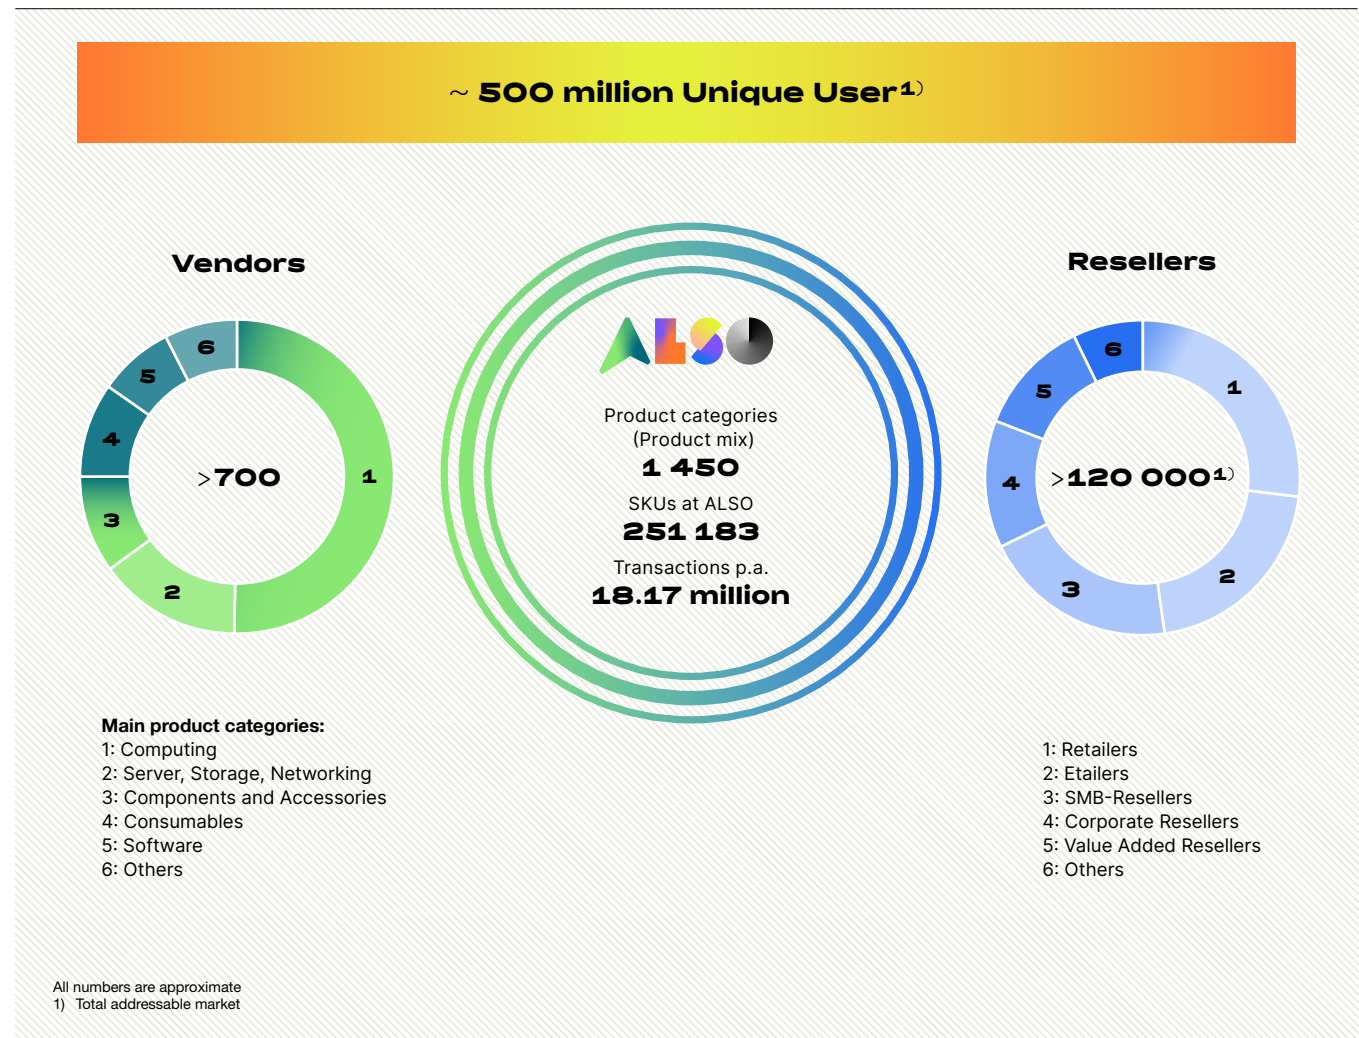 ~ 500 million Unique User1)
Vendors
6
5
4
3
2
1
>700
ALSO
Product categories
(Product mix)
1 450
SKUs at ALSO
251 183
Transactions p.a.
18.17 million
Resellers
6
5
4
3
2
1
>120 0001)
Main product categories:
1: Computing
2: Server, Storage, Networking
3: Components and Accessories
4: Consumables
5: Software
6: Others
1: Retailers
2: Etailers
3: SMB-Resellers
4: Corporate Resellers
5: Value Added Resellers
6: Others
All numbers are approximate
1) Total addressable market